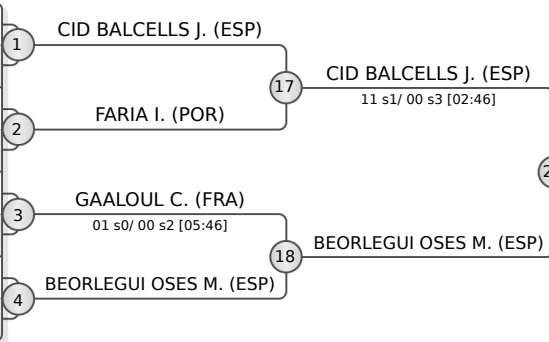 CID BALCELLS J. (ESP)
1
17
CID BALCELLS J. (ESP)
11 s1/ 00 s3 [02:46]
FARIA I. (POR)
2
GAALOUL C. (FRA)
3
01 s0/ 00 s2 [05:46]
18
BEORLEGUI OSES M. (ESP)
BEORLEGUI OSES M. (ESP)
4